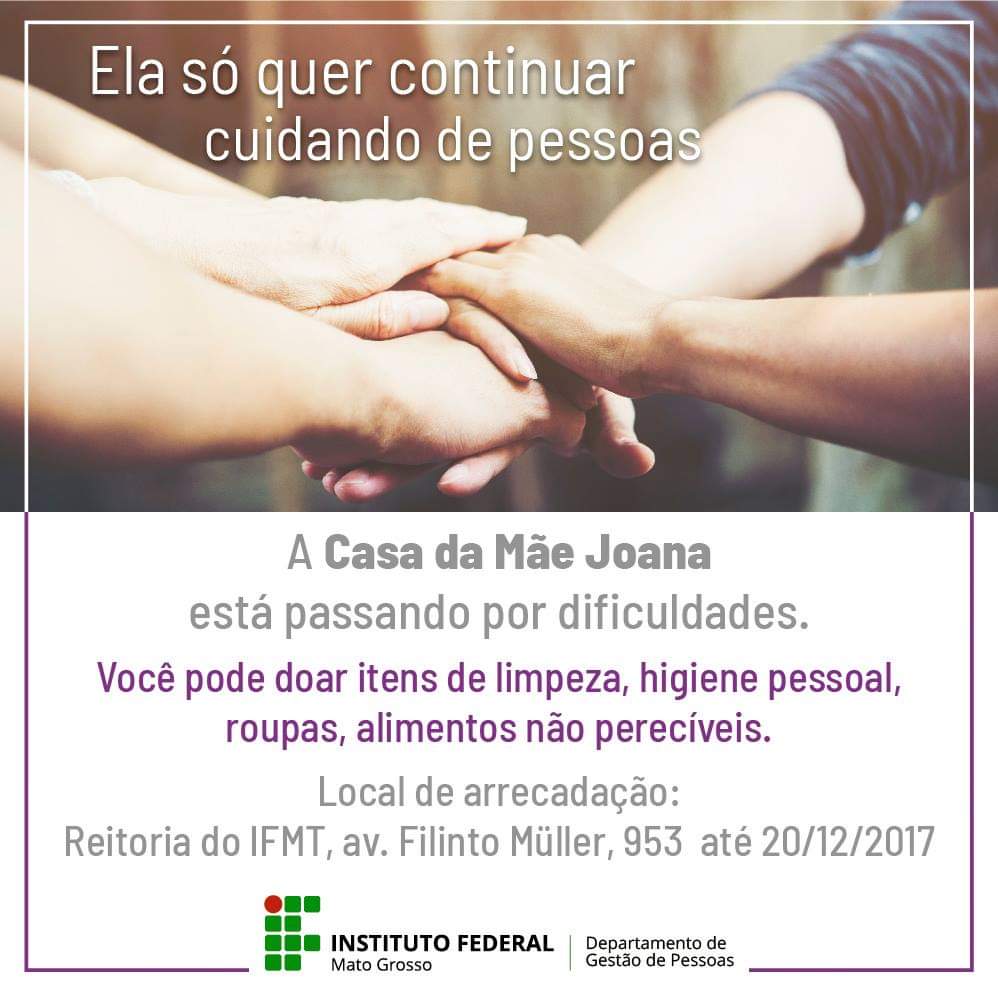 Ela só quer continuar
cuidando de pessoas
A Casa da Mãe Joana
está passando por dificuldades.
Você pode doar itens de limpeza, higiene pessoal,
roupas, alimentos não perecíveis.
Local de arrecadação:
Reitoria do IFMT, av. Filinto Müller, 953 até 20/12/2017
INSTITUTO FEDERAL
Mato Grosso
Departamento de
Gestão de Pessoas